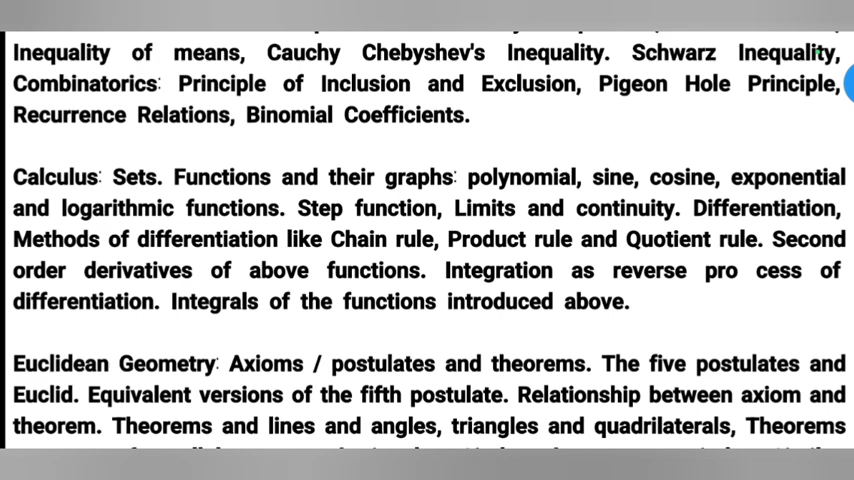 Inequality of means, Cauchy Chebyshev's Inequality. Schwarz Inequality,
Combinatorics: Principle of Inclusion and Exclusion, Pigeon Hole Principle,
Recurrence Relations, Binomial Coefficients.
Calculus: Sets. Functions and their graphs: polynomial, sine, cosine, exponential
and logarithmic functions. Step function, Limits and continuity. Differentiation,
Methods of differentiation like Chain rule, Product rule and Quotient rule. Second
order derivatives of above functions. Integration as reverse pro cess of
differentiation. Integrals of the functions introduced above.
Euclidean Geometry: Axioms / postulates and theorems. The five postulates and
Euclid. Equivalent versions of the fifth postulate. Relationship between axiom and
theorem. Theorems and lines and angles, triangles and quadrilaterals, Theorems